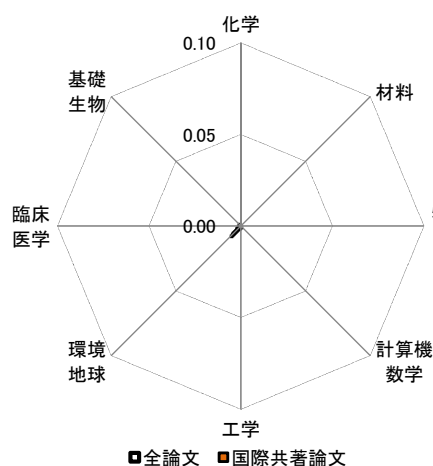 化学
0.10
基礎
生物
材料
0.05
臨床
医学
0.00
環境
地球
計算機
数学
工学
全論文 国際共著論文